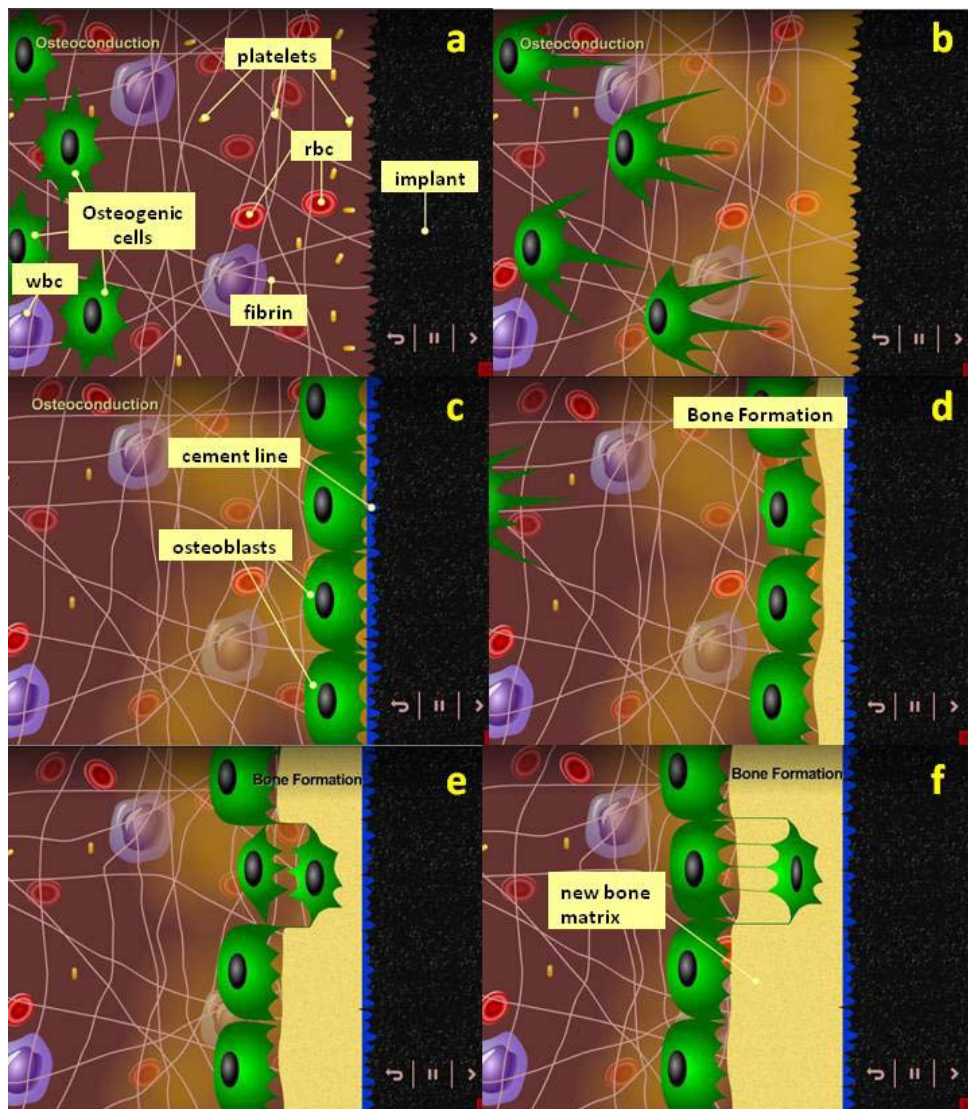 a
Osteoconduction
platelets
rbc
implant
Osteogenic
cells
wbc
fibrin
b
Osteoconduction
c
Osteoconduction
cement line
osteoblasts
d
Bone Formation
e
Bone Formation
f
Bone Formation
new bone
matrix